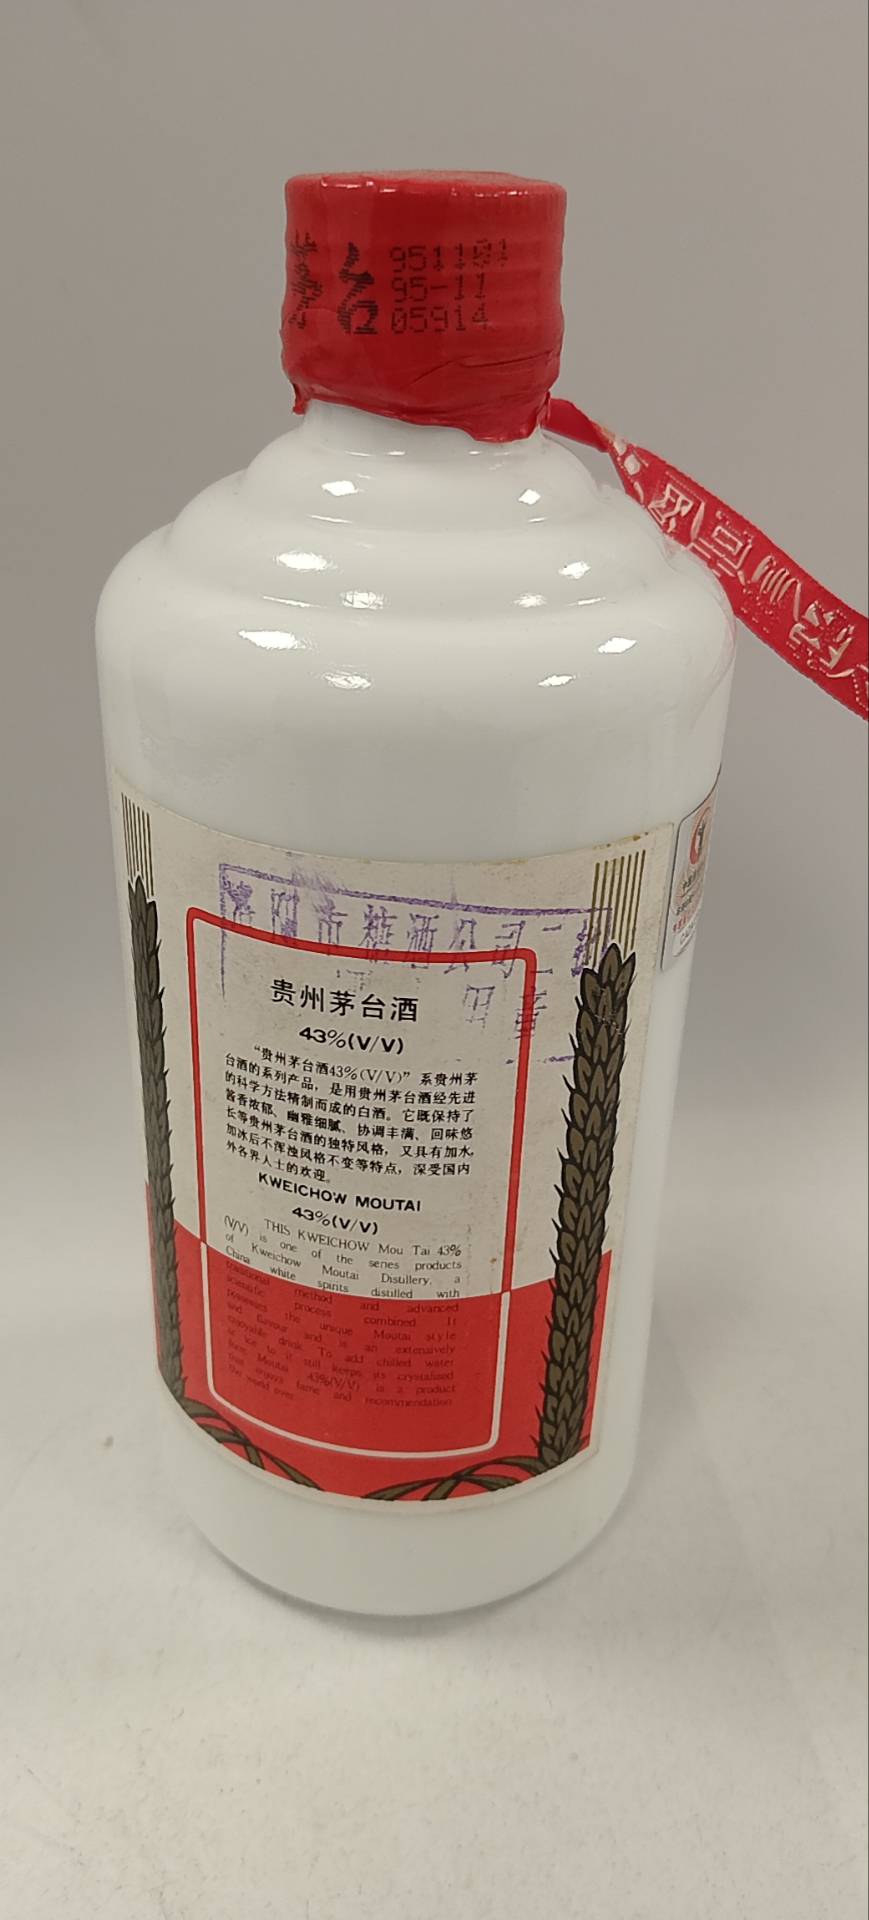 茅台
95-11
05914
市糖酒公司二
章
贵州茅台酒
43%(V/V)
“贵州茅台酒43%(V/V)”系贵州茅
台酒的系列产品，是用贵州茅台酒经先进
的科学方法精制而成的白酒。它既保持了
酱香浓郁、幽雅细腻、协调丰满、回味悠
长等贵州茅台酒的独特风格，又具有加水，
加冰后不浑浊风格不变等特点，深受国内
外各界人士的欢迎。
KWEICHOW MOUTAI
43%(V/V)
THIS KWEICHOW Mou Tai 43%
(V/V) is one of the series products
of Kweichow Moutai Distillery, a
China white spirits distilled with
traditional method and advanced
scientific process combined. It
possesses the unique Moutai style
and flavour and is an extensively
enjoyable drink. To add chilled water
or ice to it still keeps its crystalized
form. Moutai 43%(V/V) is a product
that enjoys fame and recommendation
the world over